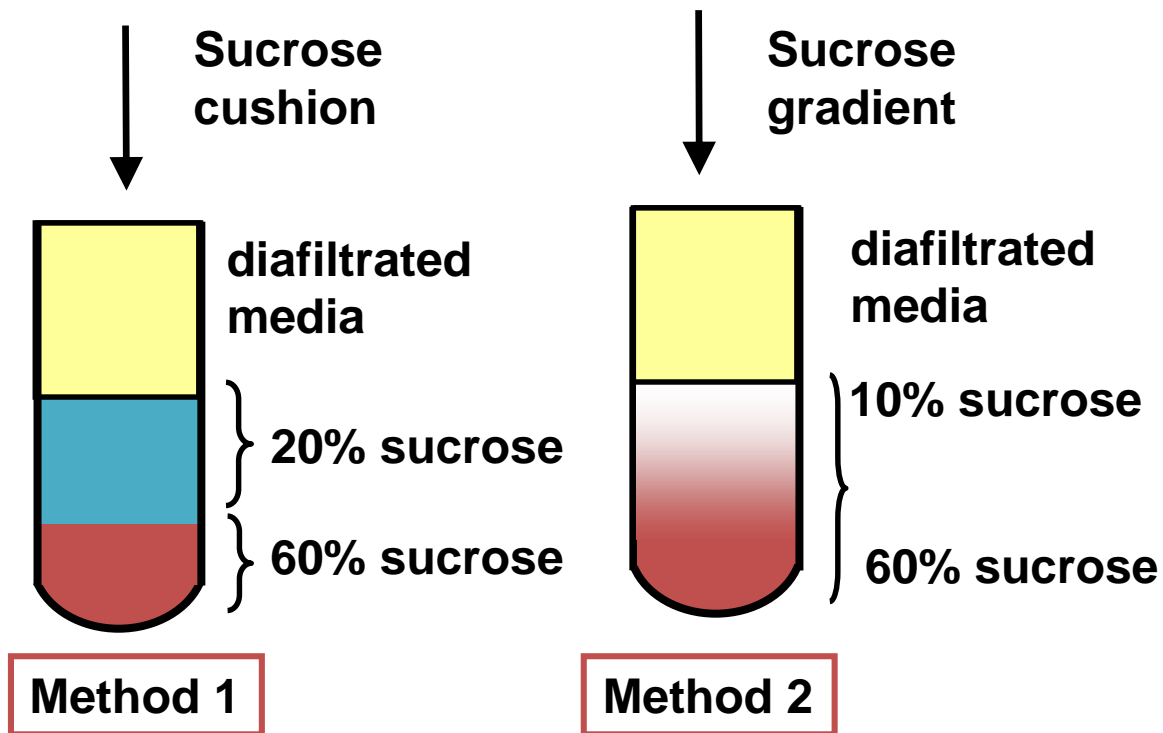 Sucrose
cushion
diafiltrated
media
20% sucrose
60% sucrose
Method 1
Sucrose
gradient
diafiltrated
media
10% sucrose
60% sucrose
Method 2